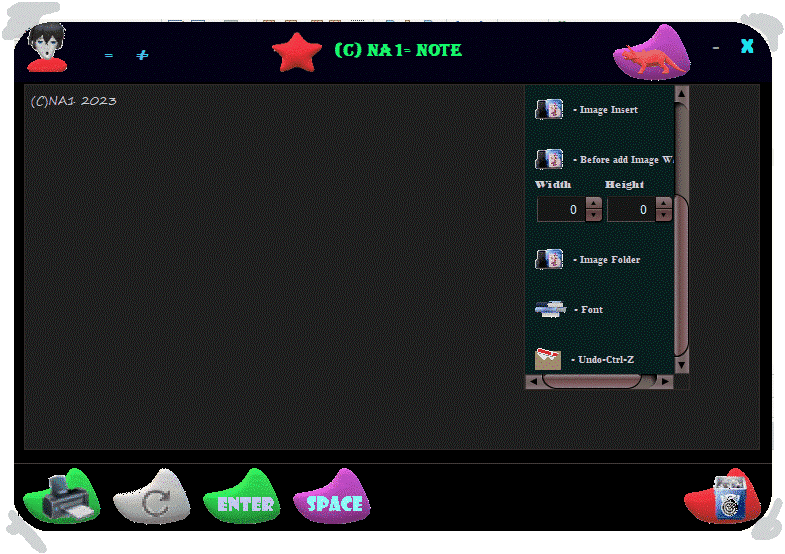 = ≠
(C) NA1= NOTE
– X
(C)NA1 2023
- Image Insert
- Before add Image W
Width Height
0 0
- Image Folder
- Font
- Undo-Ctrl-Z
ENTER SPACE